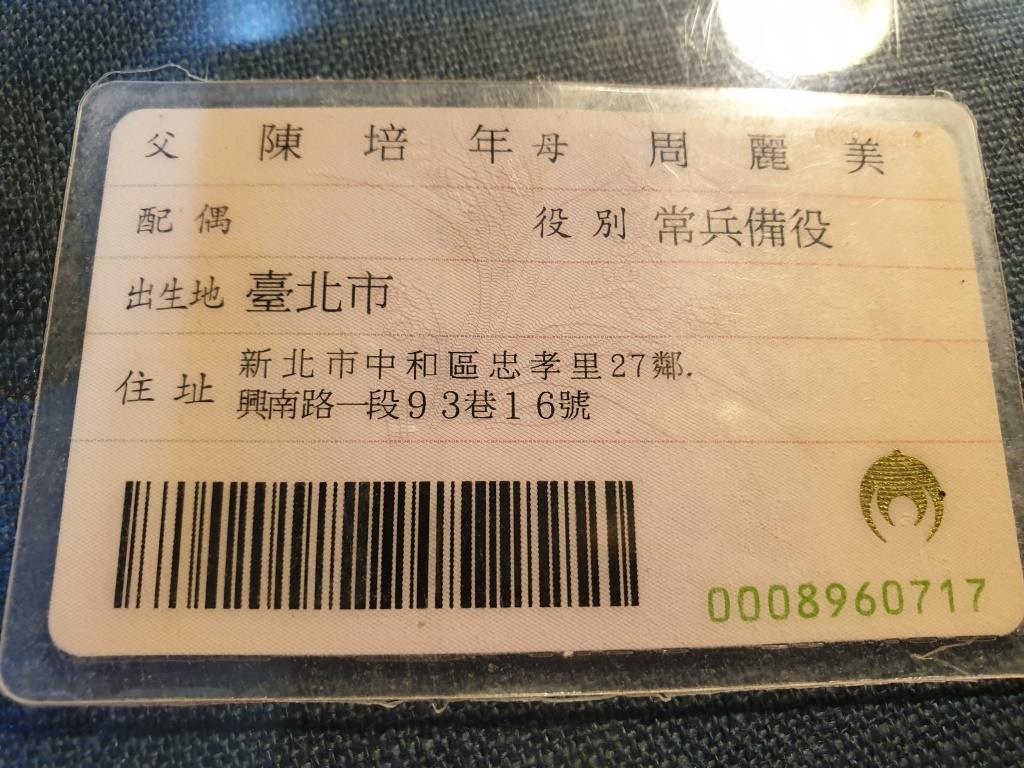 父 陳培年 母 周麗美
配偶 役別 常兵備役
出生地 臺北市
住址 新北市中和區忠孝里27鄰.
興南路一段93巷16號
0008960717